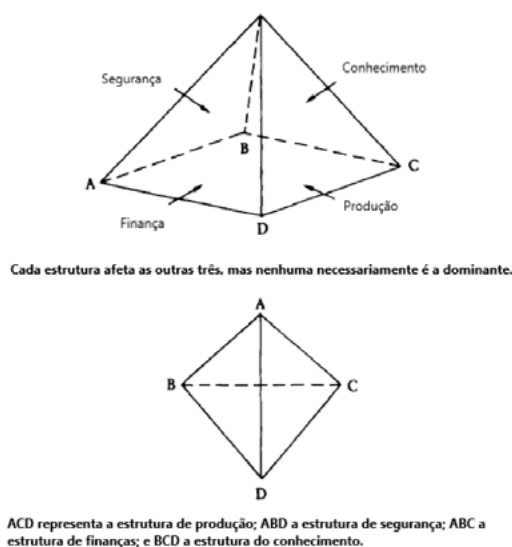 Segurança
Conhecimento
B
A
C
Finança
Produção
D
Cada estrutura afeta as outras três, mas nenhuma necessariamente é a dominante.
A
B
C
D
ACD representa a estrutura de produção; ABD a estrutura de segurança; ABC a
estrutura de finanças; e BCD a estrutura do conhecimento.